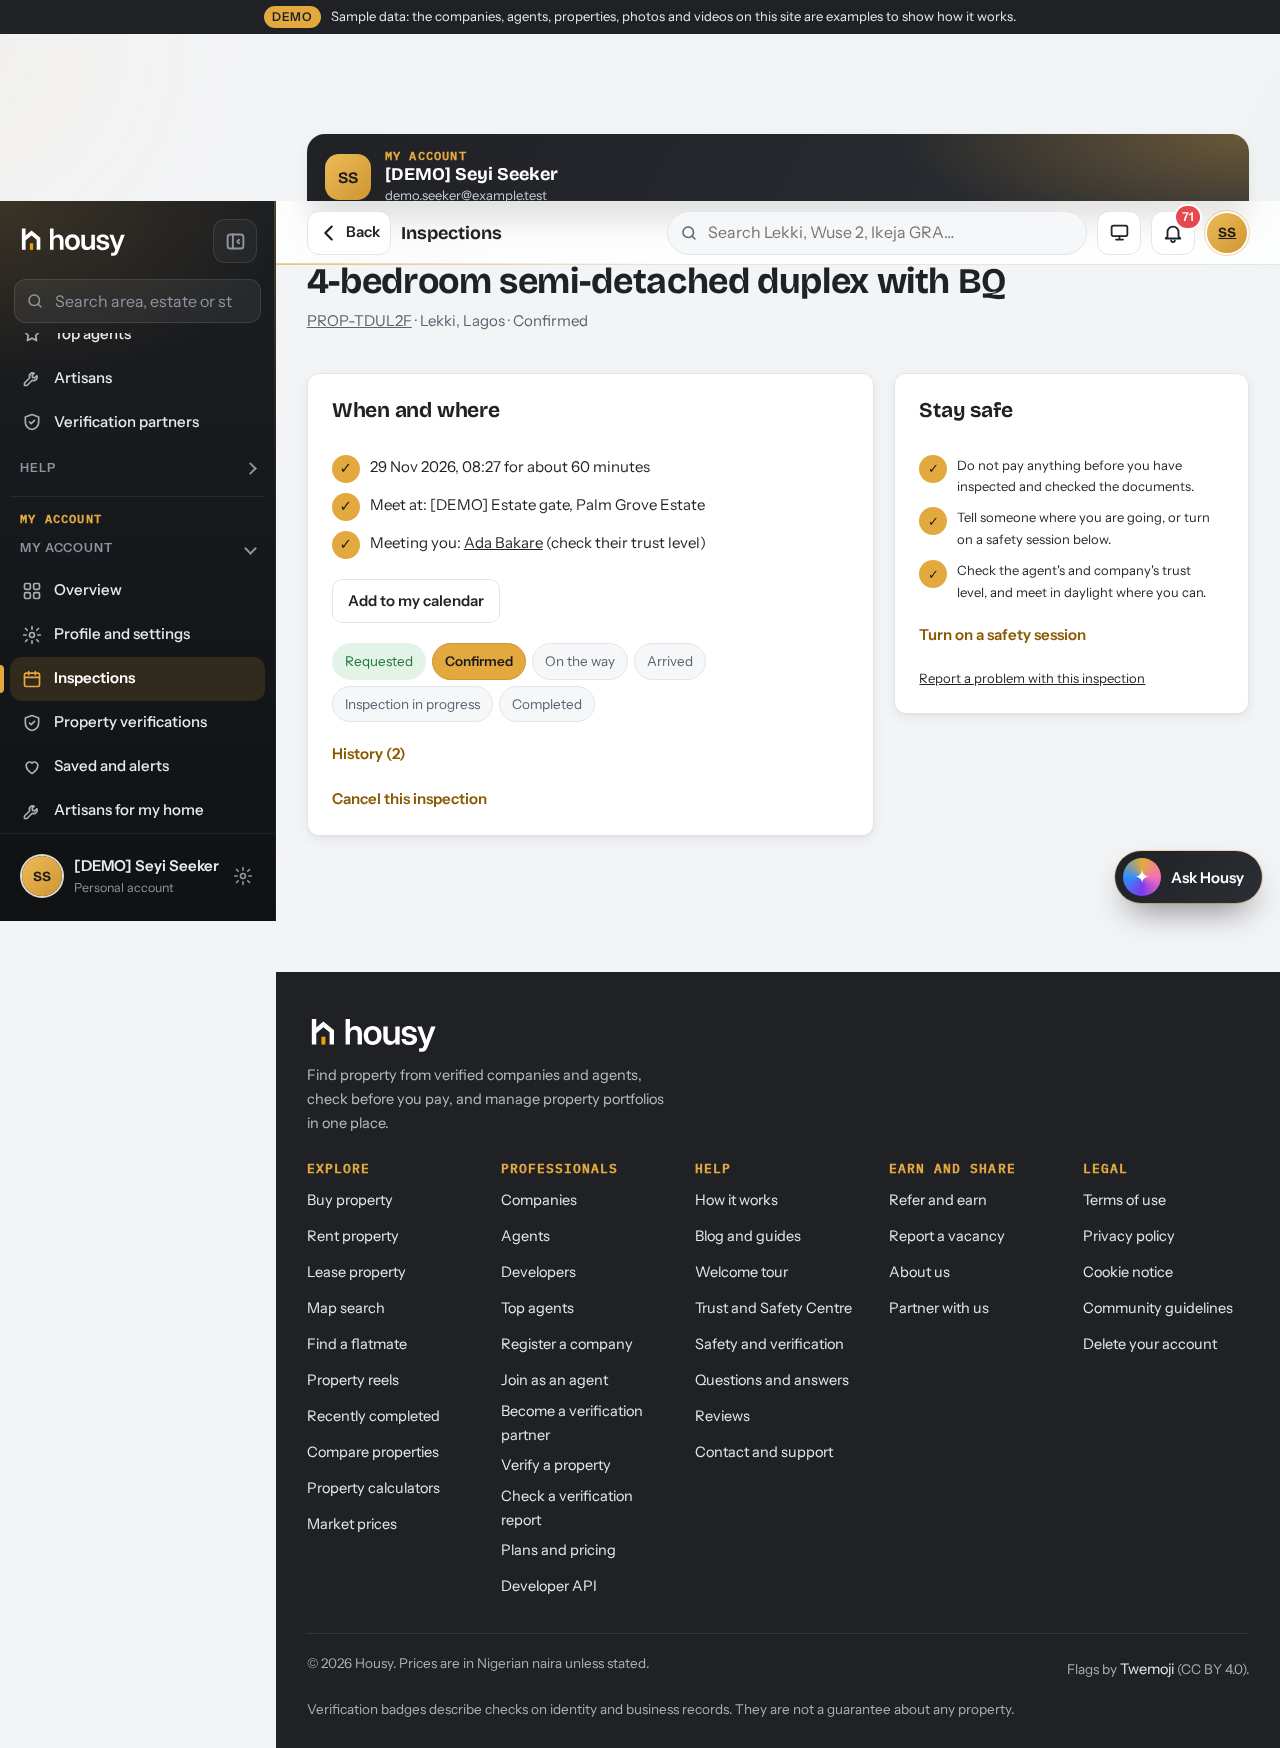 DEMO Sample data: the companies, agents, properties, photos and videos on this site are examples to show how it works.
SS
MY ACCOUNT
[DEMO] Seyi Seeker
demo.seeker@example.test
housy
Search area, estate or st
Top agents
Artisans
Verification partners
HELP
MY ACCOUNT
MY ACCOUNT
Overview
Profile and settings
Inspections
Property verifications
Saved and alerts
Artisans for my home
SS
[DEMO] Seyi Seeker
Personal account
Back
Inspections
Search Lekki, Wuse 2, Ikeja GRA...
71
SS
4-bedroom semi-detached duplex with BQ
PROP-TDUL2F · Lekki, Lagos · Confirmed
When and where
29 Nov 2026, 08:27 for about 60 minutes
Meet at: [DEMO] Estate gate, Palm Grove Estate
Meeting you: Ada Bakare (check their trust level)
Add to my calendar
Requested
Confirmed
On the way
Arrived
Inspection in progress
Completed
History (2)
Cancel this inspection
Stay safe
Do not pay anything before you have
inspected and checked the documents.
Tell someone where you are going, or turn
on a safety session below.
Check the agent's and company's trust
level, and meet in daylight where you can.
Turn on a safety session
Report a problem with this inspection
Ask Housy
housy
Find property from verified companies and agents,
check before you pay, and manage property portfolios
in one place.
EXPLORE
Buy property
Rent property
Lease property
Map search
Find a flatmate
Property reels
Recently completed
Compare properties
Property calculators
Market prices
PROFESSIONALS
Companies
Agents
Developers
Top agents
Register a company
Join as an agent
Become a verification
partner
Verify a property
Check a verification
report
Plans and pricing
Developer API
HELP
How it works
Blog and guides
Welcome tour
Trust and Safety Centre
Safety and verification
Questions and answers
Reviews
Contact and support
EARN AND SHARE
Refer and earn
Report a vacancy
About us
Partner with us
LEGAL
Terms of use
Privacy policy
Cookie notice
Community guidelines
Delete your account
© 2026 Housy. Prices are in Nigerian naira unless stated.
Flags by Twemoji (CC BY 4.0).
Verification badges describe checks on identity and business records. They are not a guarantee about any property.